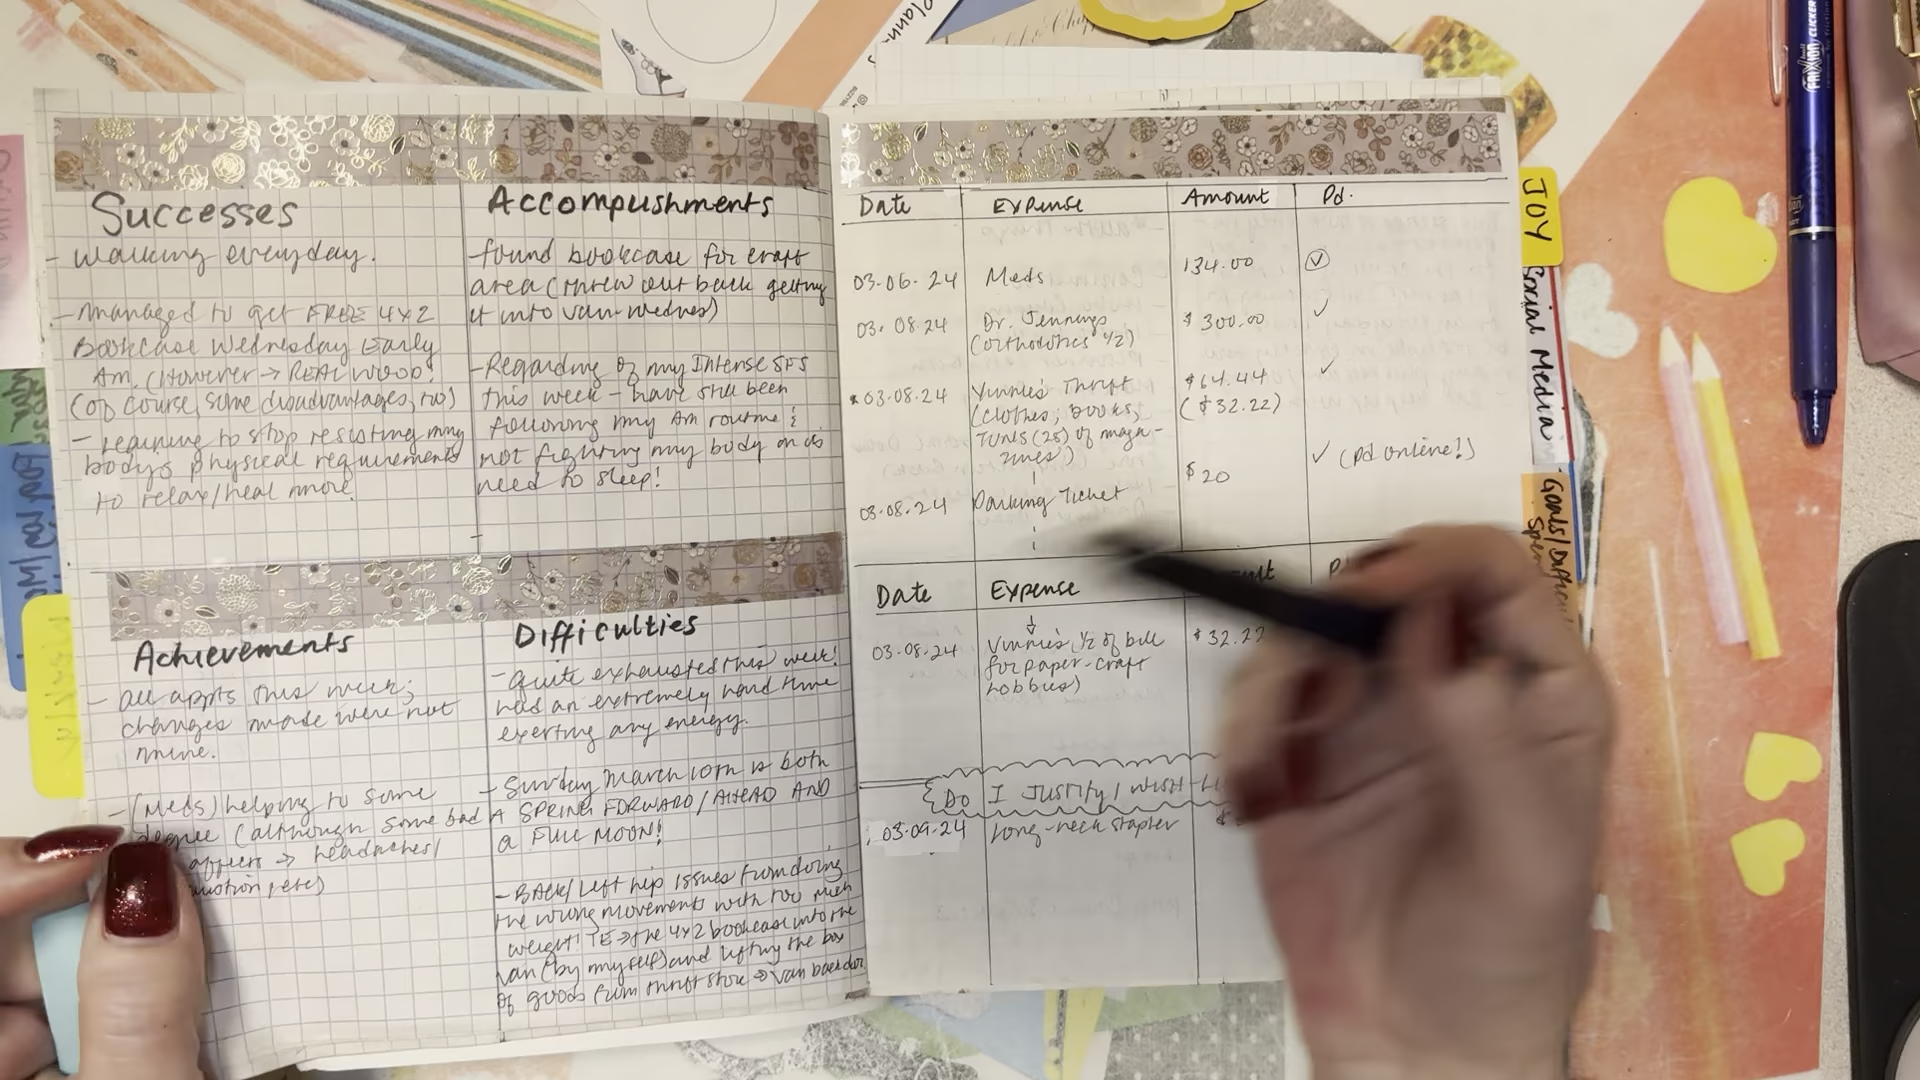 Successes
- Walking everyday.
- Managed to get FREE 4x2
Bookcase Wednesday Early
Am. (However → REAL WOOD!
(of course, some disadvantages, too)
- learning to stop resisting my
body's physical requirements
to relax/heal more.
Accomplishments
- found bookcase for craft
area (threw out back getting
it into van-wednes)
- Regarding of my Intense
this week - have still been
following my AM routine &
not fighting my body on its
need to sleep!
Achievements
- all appts this week;
changes made were not
mine.
- (Meds) helping to some
degree (although some bad
affects → headaches/
etc)
Difficulties
- quite exhausted this week!
had an extremely hard time
exerting any energy.
- Sunday March 10th is both
A SPRING FORWARD/AHEAD AND
a FULL MOON!
- BACK/Left hip issues from doing
the wrong movements with too much
weight! IE → the 4x2 bookcase into the
van (by myself) and lifting the box
of goods from thrift store → van back door
Date Expense Amount Pd.
03.06.24 Meds 134.00 ✓
03.08.24 Dr. Jennings $300.00 ✓
(orthodontics 1/2)
03.08.24 Vinnie's Thrift $64.44 ✓
(clothes, books, ($32.22)
(25) of maga-
zines)
03.08.24 Parking Ticket $20 ✓ (pd online!)
Date Expense
03.08.24 Vinnie's (1/2 of bill $32.22
for paper-craft
hobbies)
Do I Justify/Wish-
03.09.24 Long-neck stapler $
JOY
Social Media
Goals/
FRIXION CLICKER